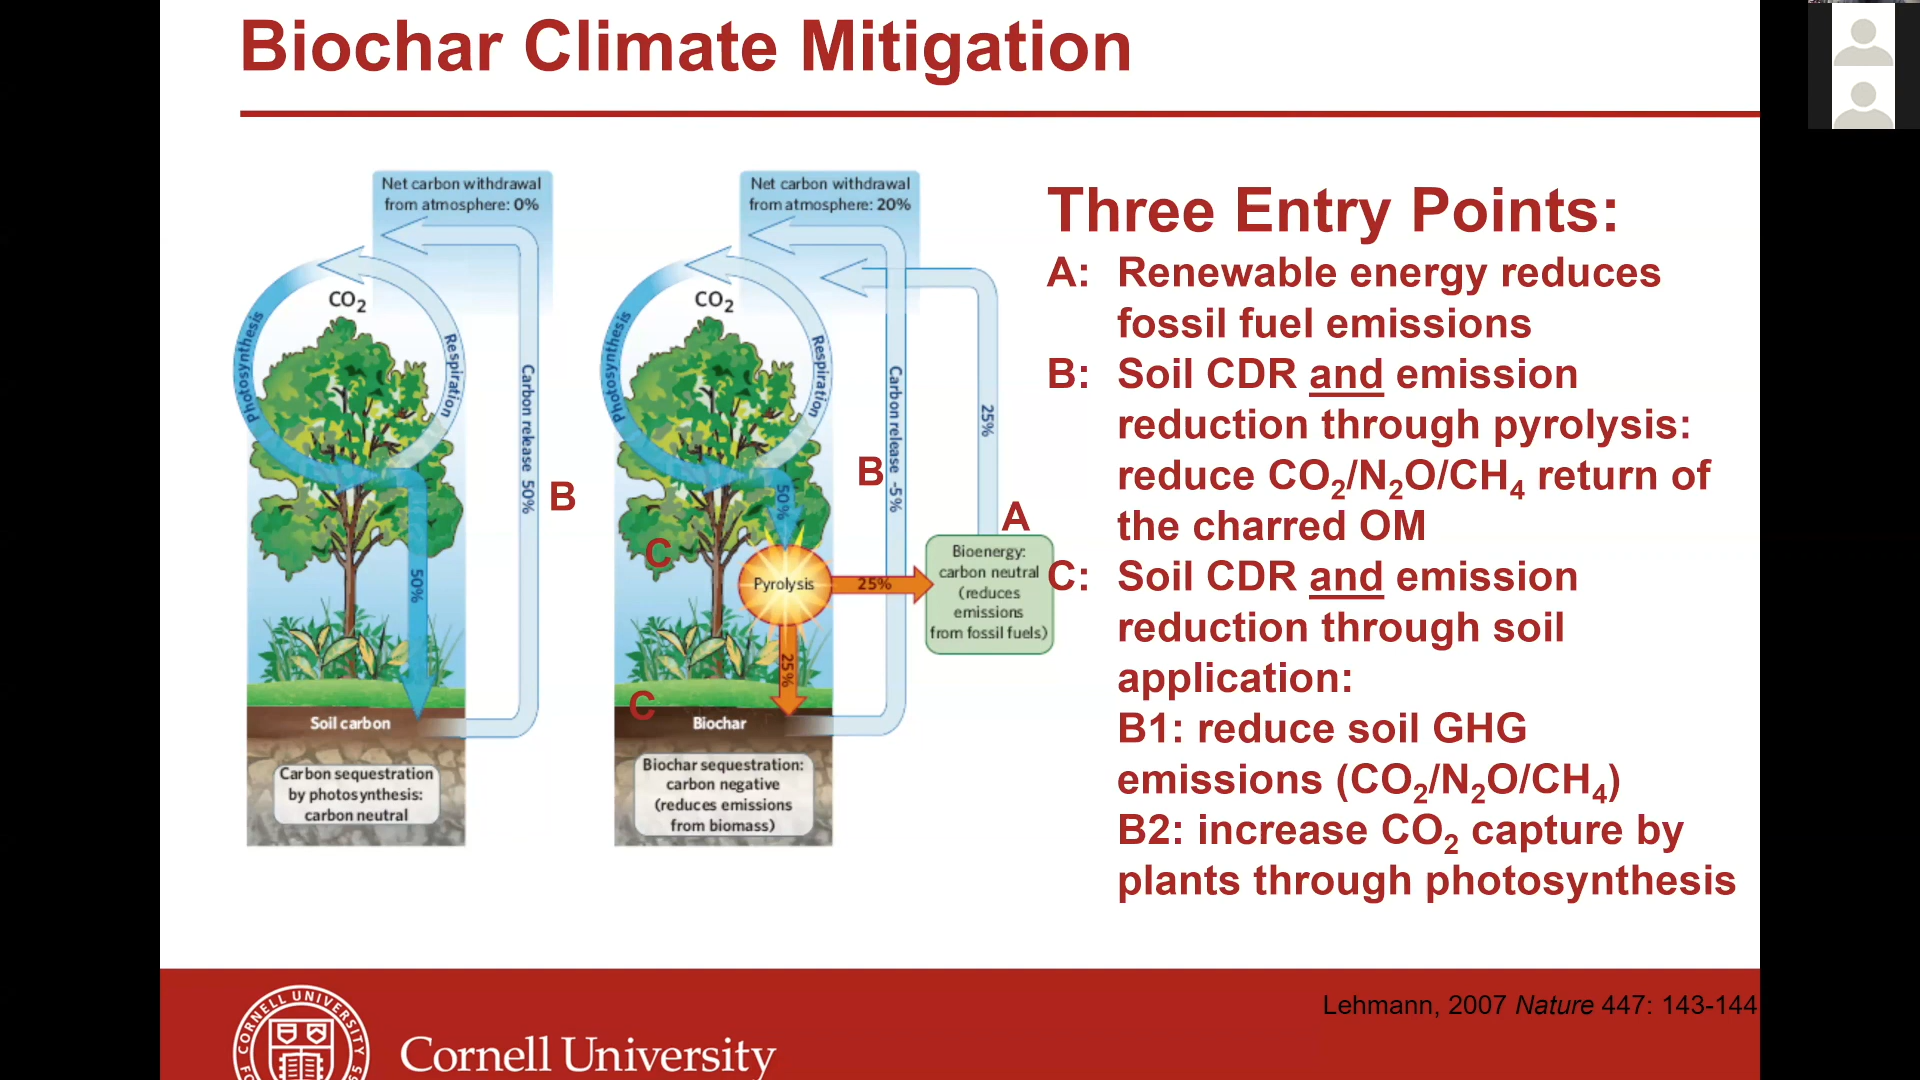 Biochar Climate Mitigation
Net carbon withdrawal
from atmosphere: 0%
CO₂
Photosynthesis
Respiration
Carbon release 50%
B
50%
Soil carbon
Carbon sequestration
by photosynthesis:
carbon neutral
Net carbon withdrawal
from atmosphere: 20%
CO₂
Photosynthesis
Respiration
Carbon release -5%
25%
B
A
50%
C
Pyrolysis
25%
Bioenergy:
carbon neutral
(reduces
emissions
from fossil fuels)
25%
C
Biochar
Biochar sequestration:
carbon negative
(reduces emissions
from biomass)
Three Entry Points:
A: Renewable energy reduces
fossil fuel emissions
B: Soil CDR and emission
reduction through pyrolysis:
reduce CO₂/N₂O/CH₄ return of
the charred OM
C: Soil CDR and emission
reduction through soil
application:
B1: reduce soil GHG
emissions (CO₂/N₂O/CH₄)
B2: increase CO₂ capture by
plants through photosynthesis
Lehmann, 2007 Nature 447: 143-144
CORNELL UNIVERSITY
Cornell University